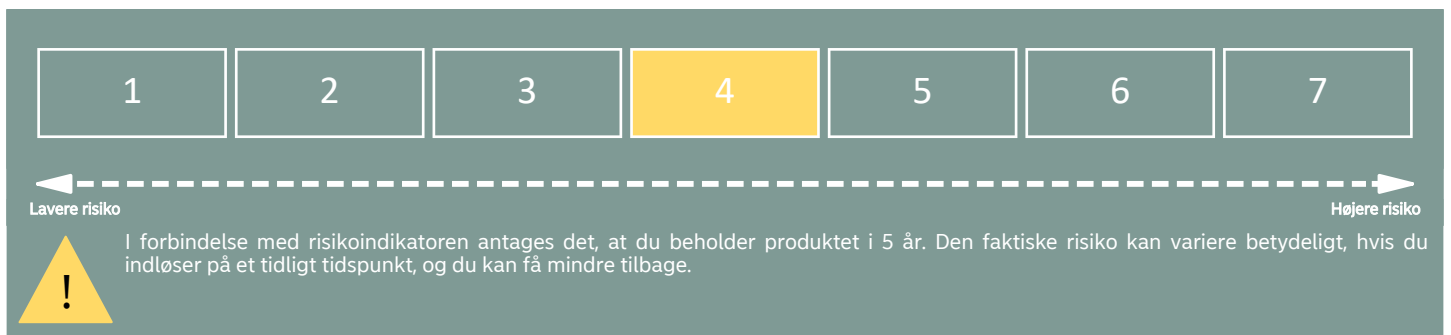 1 2 3 4 5 6 7
Lavere risiko Højere risiko
I forbindelse med risikoindikatoren antages det, at du beholder produktet i 5 år. Den faktiske risiko kan variere betydeligt, hvis du
indløser på et tidligt tidspunkt, og du kan få mindre tilbage.
!